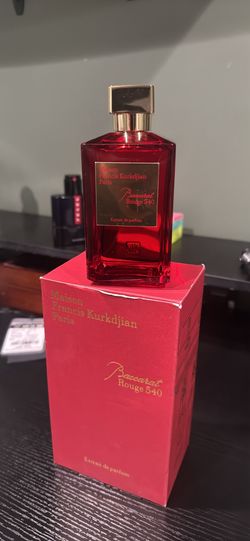 Maison
Francis Kurkdjian
Paris
Baccarat
Rouge 540
Extrait de parfum
Maison
Francis Kurkdjian
Paris
Baccarat
Rouge 540
Extrait de parfum